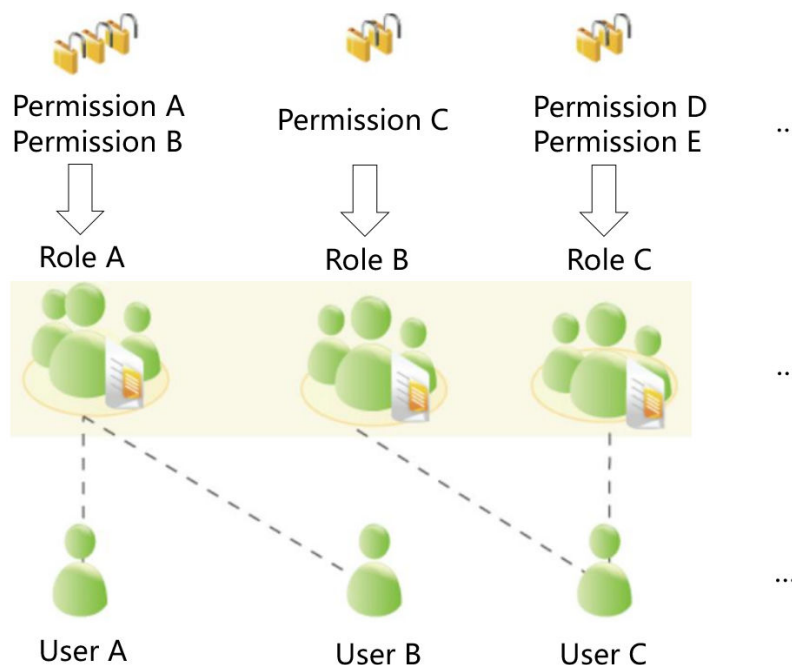 Permission A
Permission B
Permission C
Permission D
Permission E
...
Role A
Role B
Role C
...
...
User A
User B
User C